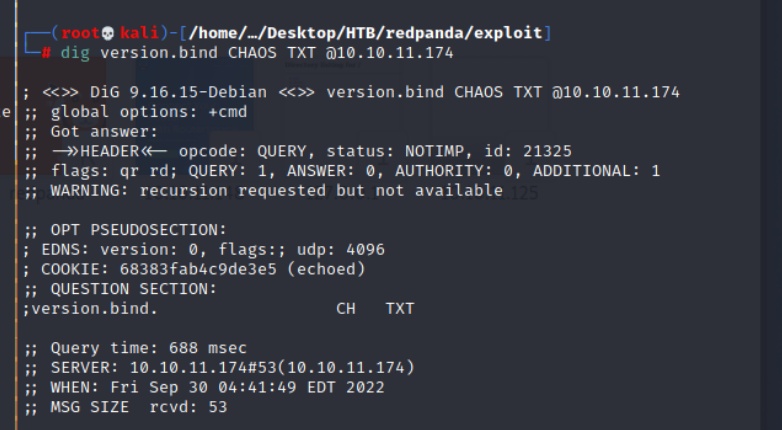 ┌──(root💀kali)-[/home/…/Desktop/HTB/redpanda/exploit]
└─# dig version.bind CHAOS TXT @10.10.11.174
; <<>> DiG 9.16.15-Debian <<>> version.bind CHAOS TXT @10.10.11.174
;; global options: +cmd
;; Got answer:
;; ->>HEADER<<- opcode: QUERY, status: NOTIMP, id: 21325
;; flags: qr rd; QUERY: 1, ANSWER: 0, AUTHORITY: 0, ADDITIONAL: 1
;; WARNING: recursion requested but not available
;; OPT PSEUDOSECTION:
; EDNS: version: 0, flags:; udp: 4096
; COOKIE: 68383fab4c9de3e5 (echoed)
;; QUESTION SECTION:
;version.bind. CH TXT
;; Query time: 688 msec
;; SERVER: 10.10.11.174#53(10.10.11.174)
;; WHEN: Fri Sep 30 04:41:49 EDT 2022
;; MSG SIZE rcvd: 53